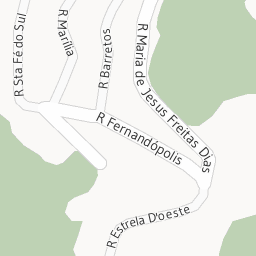 R Sta Fé do Sul
R Marília
R Barretos
R Maria de Jesus Freitas Dias
R Fernandópolis
R Estrela D'oeste